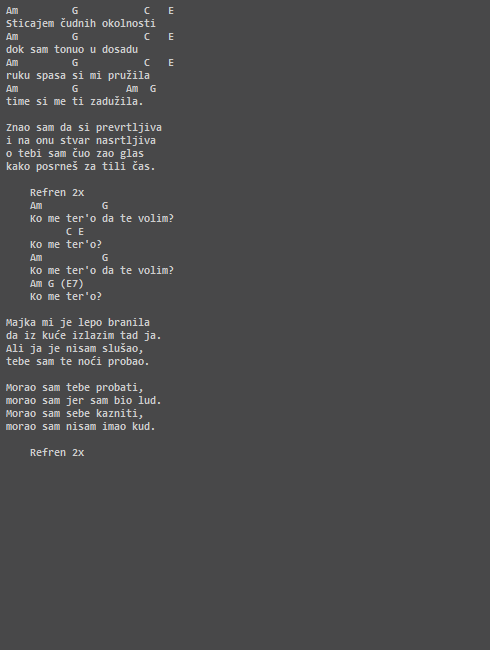 Am         G           C   E
Sticajem čudnih okolnosti
Am         G           C   E
dok sam tonuo u dosadu
Am         G           C   E
ruku spasa si mi pružila
Am         G        Am  G
time si me ti zadužila.

Znao sam da si prevrtljiva
i na onu stvar nasrtljiva
o tebi sam čuo zao glas
kako posrneš za tili čas.

    Refren 2x
    Am          G
    Ko me ter'o da te volim?
          C E
    Ko me ter'o?
    Am          G
    Ko me ter'o da te volim?
    Am G (E7)
    Ko me ter'o?

Majka mi je lepo branila
da iz kuće izlazim tad ja.
Ali ja je nisam slušao,
tebe sam te noći probao.

Morao sam tebe probati,
morao sam jer sam bio lud.
Morao sam sebe kazniti,
morao sam nisam imao kud.

    Refren 2x